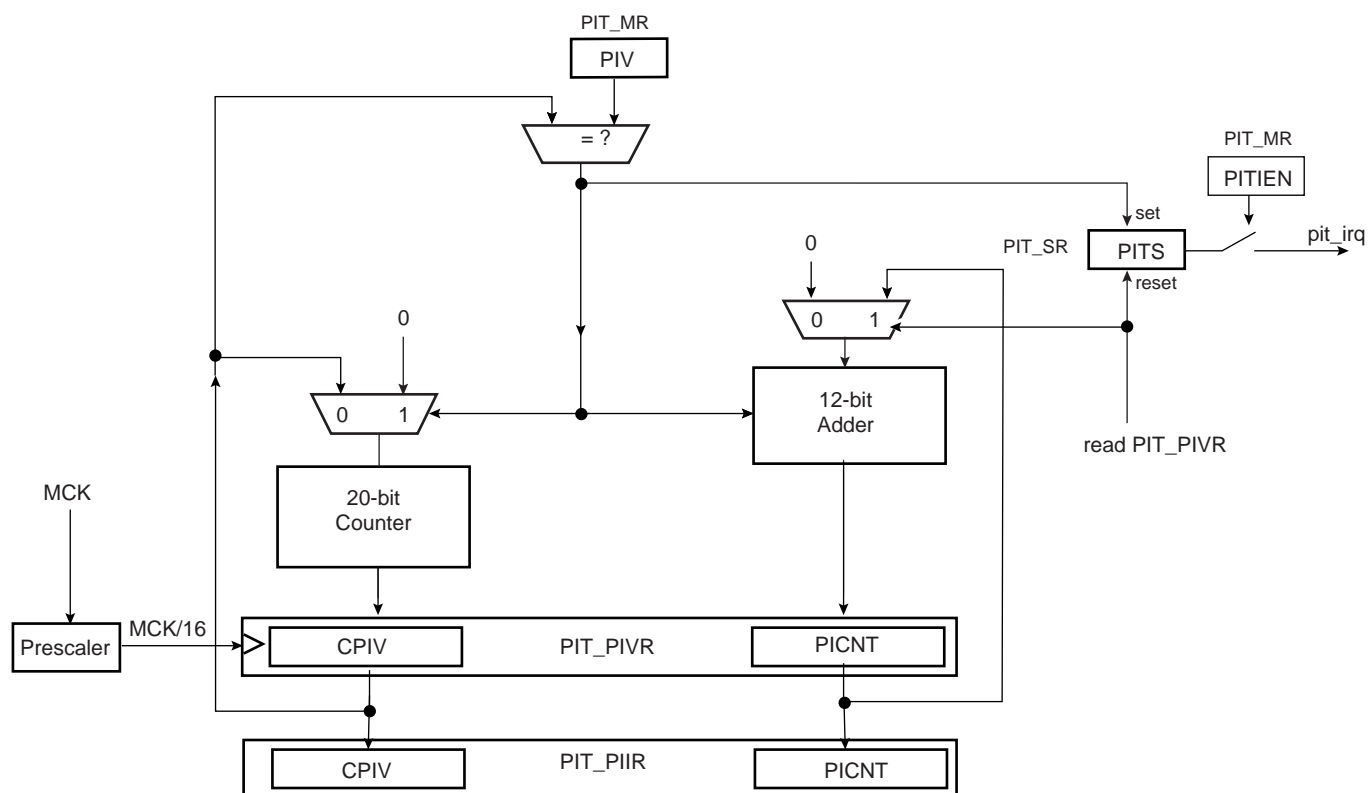 PIT_MR
PIV
= ?
PIT_MR
PITIEN
set
0
PIT_SR
PITS
pit_irq
reset
0
0 1
0 1
12-bit
Adder
read PIT_PIVR
MCK
20-bit
Counter
MCK/16
Prescaler
CPIV
PIT_PIVR
PICNT
CPIV
PIT_PIIR
PICNT